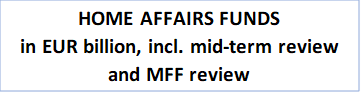 HOME AFFAIRS FUNDS
in EUR billion, incl. mid-term review
and MFF review